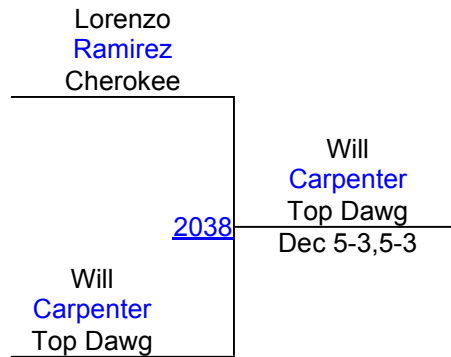 Lorenzo
Ramirez
Cherokee
Will
Carpenter
Top Dawg
2038
Dec 5-3,5-3
Will
Carpenter
Top Dawg